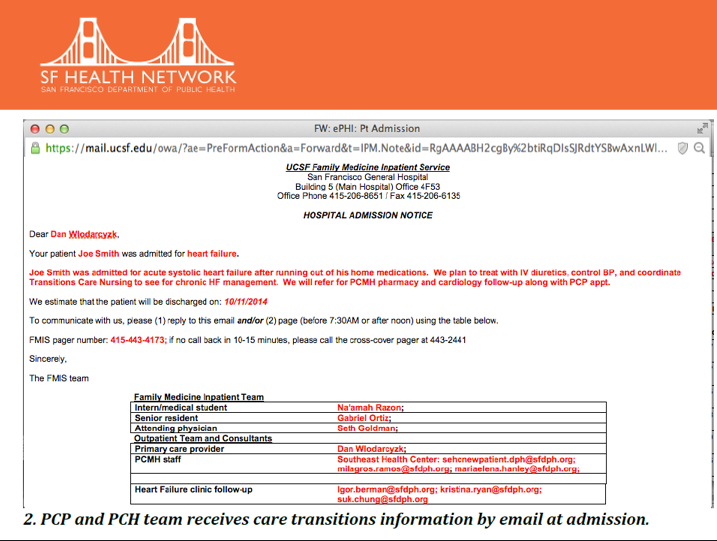 SF HEALTH NETWORK
SAN FRANCISCO DEPARTMENT OF PUBLIC HEALTH
FW: ePHI: Pt Admission
https://mail.ucsf.edu/owa/?ae=PreFormAction&a=Forward&t=IPM.Note&id=RgAAAABH2cgBy%2btiRqDIsSJRdtYSBwAxnLWl...
UCSF Family Medicine Inpatient Service
San Francisco General Hospital
Building 5 (Main Hospital) Office 4F53
Office Phone 415-206-8651 / Fax 415-206-6135
HOSPITAL ADMISSION NOTICE
Dear Dan Wlodarcyzk,
Your patient Joe Smith was admitted for heart failure.
Joe Smith was admitted for acute systolic heart failure after running out of his home medications. We plan to treat with IV diuretics, control BP, and coordinate
Transitions Care Nursing to see for chronic HF management. We will refer for PCMH pharmacy and cardiology follow-up along with PCP appt.
We estimate that the patient will be discharged on: 10/11/2014
To communicate with us, please (1) reply to this email and/or (2) page (before 7:30AM or after noon) using the table below.
FMIS pager number: 415-443-4173; if no call back in 10-15 minutes, please call the cross-cover pager at 443-2441
Sincerely,
The FMIS team
Family Medicine Inpatient Team
Intern/medical student Na'amah Razon;
Senior resident Gabriel Ortiz;
Attending physician Seth Goldman;
Outpatient Team and Consultants
Primary care provider Dan Wlodarcyzk;
PCMH staff Southeast Health Center: sehcnewpatient.dph@sfdph.org;
milagros.ramos@sfdph.org; mariaelena.hanley@sfdph.org;
Heart Failure clinic follow-up Igor.berman@sfdph.org; kristina.ryan@sfdph.org;
suk.chung@sfdph.org
2. PCP and PCH team receives care transitions information by email at admission.